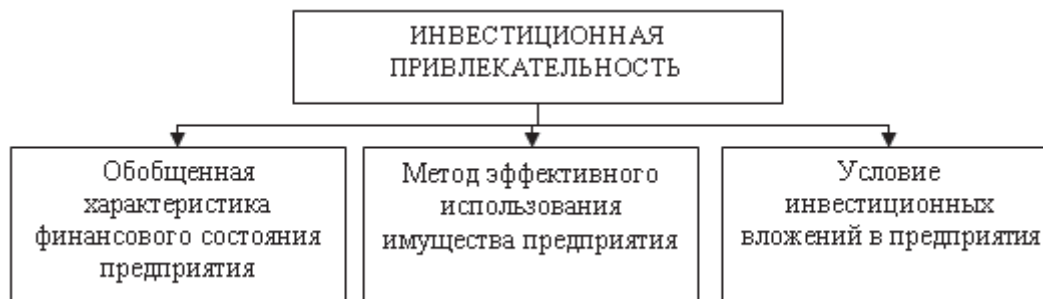 ИНВЕСТИЦИОННАЯ
ПРИВЛЕКАТЕЛЬНОСТЬ
Обобщенная
характеристика
финансового состояния
предприятия
Метод эффективного
использования
имущества предприятия
Условие
инвестиционных
вложений в предприятия